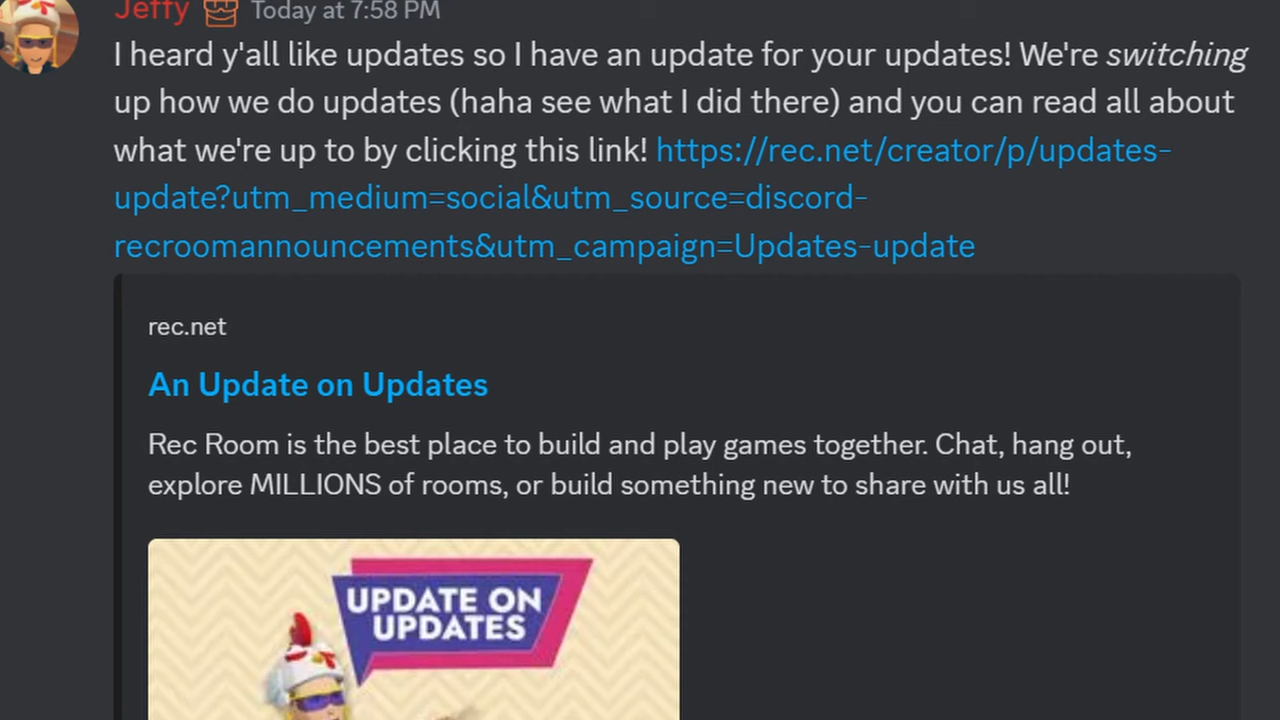 Jeffy Today at 7:58 PM
I heard y'all like updates so I have an update for your updates! We're switching
up how we do updates (haha see what I did there) and you can read all about
what we're up to by clicking this link! https://rec.net/creator/p/updates-
update?utm_medium=social&utm_source=discord-
recroomannouncements&utm_campaign=Updates-update
rec.net
An Update on Updates
Rec Room is the best place to build and play games together. Chat, hang out,
explore MILLIONS of rooms, or build something new to share with us all!
UPDATE ON
UPDATES